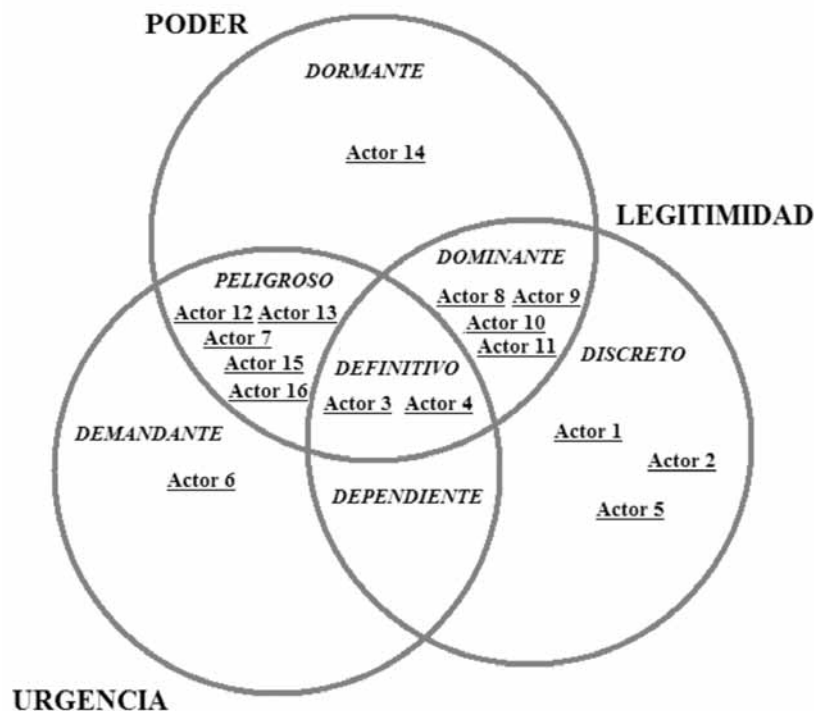 PODER
DORMANTE
Actor 14
LEGITIMIDAD
DOMINANTE
Actor 8 Actor 9
Actor 10
Actor 11
PELIGROSO
Actor 12 Actor 13
Actor 7
Actor 15
Actor 16
DEFINITIVO
Actor 3 Actor 4
DISCRETO
Actor 1
Actor 2
Actor 5
DEMANDANTE
Actor 6
DEPENDIENTE
URGENCIA